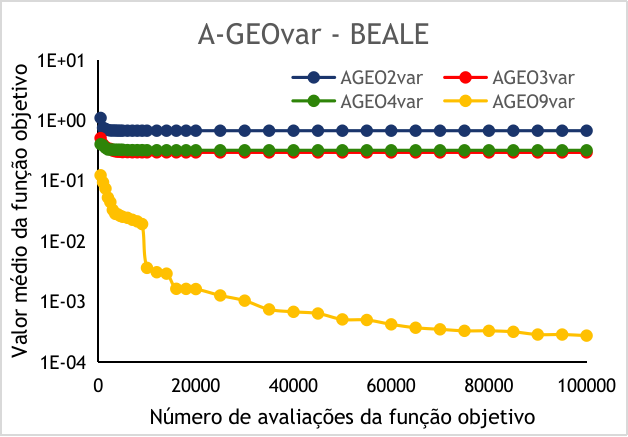 A-GEOvar - BEALE
AGEO2var AGEO3var
AGEO4var AGEO9var
Valor médio da função objetivo
1E+01
1E+00
1E-01
1E-02
1E-03
1E-04
0 20000 40000 60000 80000 100000
Número de avaliações da função objetivo